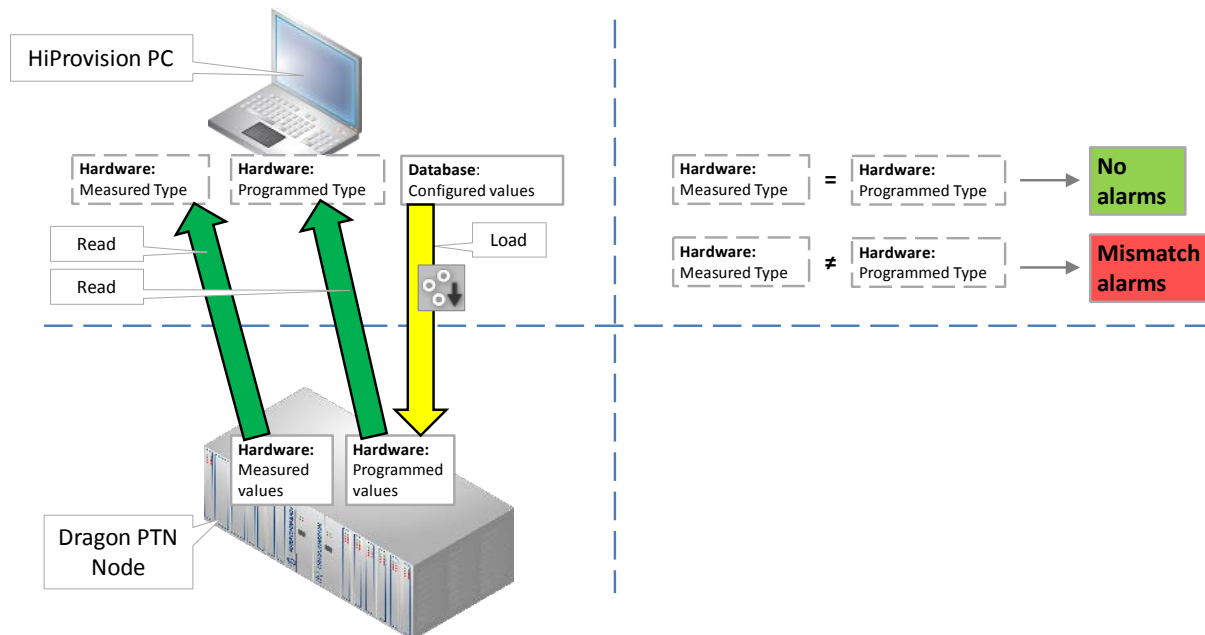 HiProvision PC
Hardware:
Measured Type
Hardware:
Programmed Type
Database:
Configured values
Read
Read
Load
Hardware:
Measured
values
Hardware:
Programmed
values
Dragon PTN
Node
Hardware:
Measured Type
=
Hardware:
Programmed Type
No
alarms
Hardware:
Measured Type
≠
Hardware:
Programmed Type
Mismatch
alarms